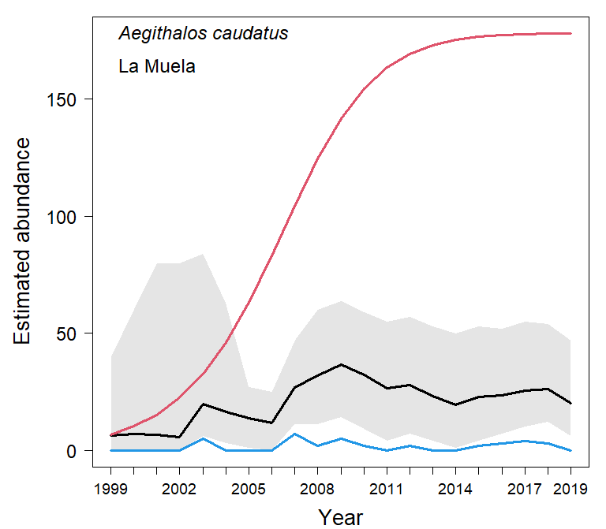 Aegithalos caudatus
La Muela
Estimated abundance
150
100
50
0
1999 2002 2005 2008 2011 2014 2017 2019
Year